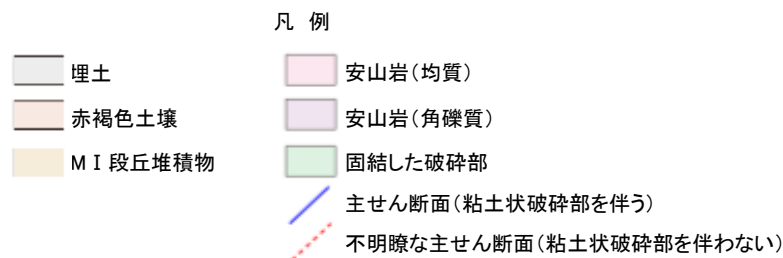 凡 例
埋土
赤褐色土壌
MⅠ段丘堆積物
安山岩(均質)
安山岩(角礫質)
固結した破砕部
主せん断面(粘土状破砕部を伴う)
不明瞭な主せん断面(粘土状破砕部を伴わない)